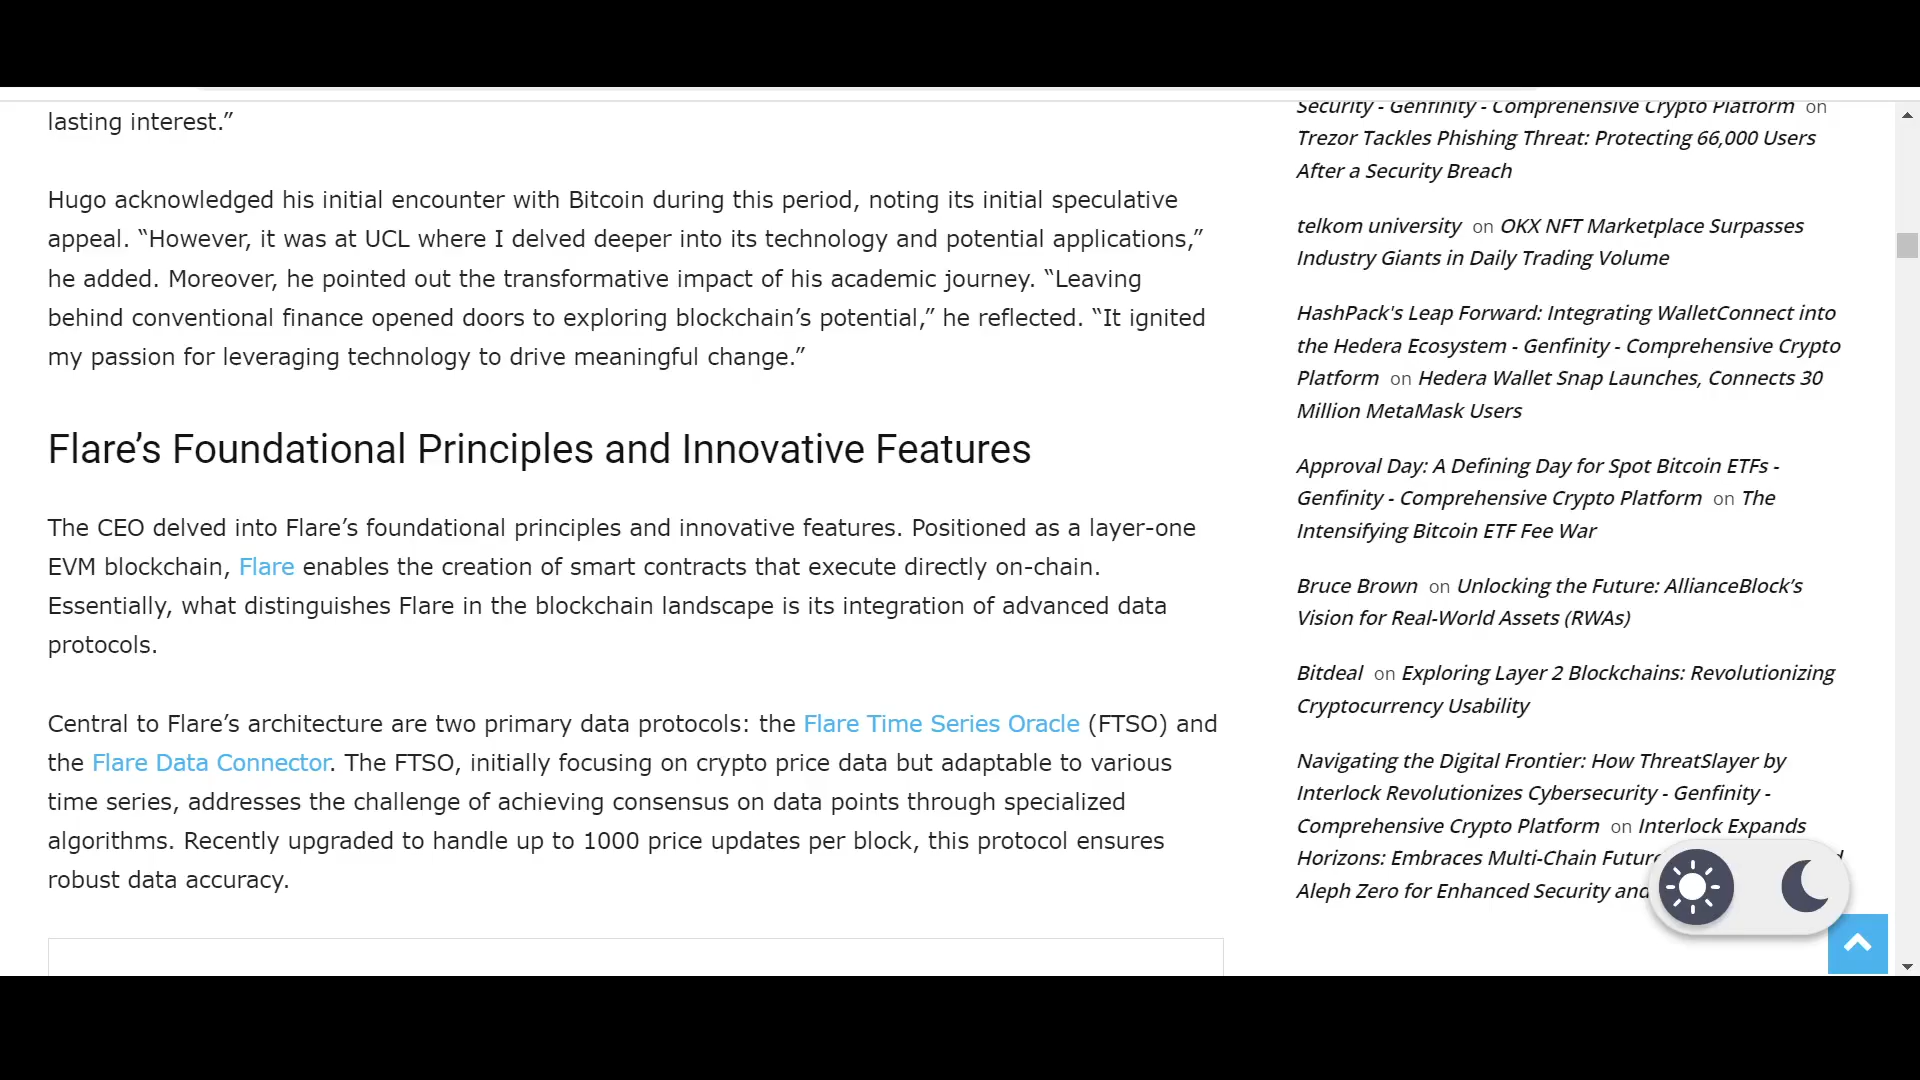 lasting interest.”
Hugo acknowledged his initial encounter with Bitcoin during this period, noting its initial speculative
appeal. “However, it was at UCL where I delved deeper into its technology and potential applications,”
he added. Moreover, he pointed out the transformative impact of his academic journey. “Leaving
behind conventional finance opened doors to exploring blockchain’s potential,” he reflected. “It ignited
my passion for leveraging technology to drive meaningful change.”
Flare’s Foundational Principles and Innovative Features
The CEO delved into Flare’s foundational principles and innovative features. Positioned as a layer-one
EVM blockchain, Flare enables the creation of smart contracts that execute directly on-chain.
Essentially, what distinguishes Flare in the blockchain landscape is its integration of advanced data
protocols.
Central to Flare’s architecture are two primary data protocols: the Flare Time Series Oracle (FTSO) and
the Flare Data Connector. The FTSO, initially focusing on crypto price data but adaptable to various
time series, addresses the challenge of achieving consensus on data points through specialized
algorithms. Recently upgraded to handle up to 1000 price updates per block, this protocol ensures
robust data accuracy.
Security - Genfinity - Comprehensive Crypto Platform on
Trezor Tackles Phishing Threat: Protecting 66,000 Users
After a Security Breach
telkom university on OKX NFT Marketplace Surpasses
Industry Giants in Daily Trading Volume
HashPack's Leap Forward: Integrating WalletConnect into
the Hedera Ecosystem - Genfinity - Comprehensive Crypto
Platform on Hedera Wallet Snap Launches, Connects 30
Million MetaMask Users
Approval Day: A Defining Day for Spot Bitcoin ETFs -
Genfinity - Comprehensive Crypto Platform on The
Intensifying Bitcoin ETF Fee War
Bruce Brown on Unlocking the Future: AllianceBlock’s
Vision for Real-World Assets (RWAs)
Bitdeal on Exploring Layer 2 Blockchains: Revolutionizing
Cryptocurrency Usability
Navigating the Digital Frontier: How ThreatSlayer by
Interlock Revolutionizes Cybersecurity - Genfinity -
Comprehensive Crypto Platform on Interlock Expands
Horizons: Embraces Multi-Chain Future
Aleph Zero for Enhanced Security and